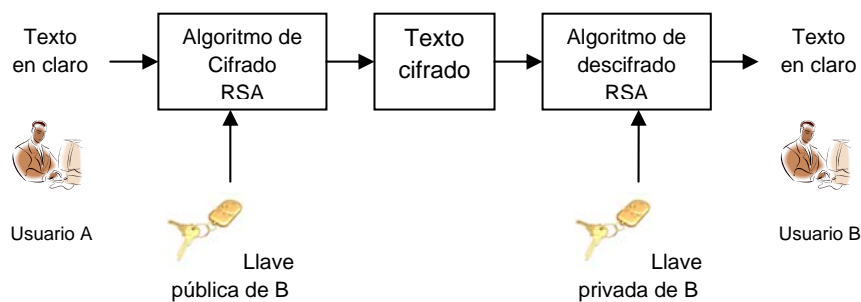 Texto
en claro
Algoritmo de
Cifrado
RSA
Texto
cifrado
Algoritmo de
descifrado
RSA
Texto
en claro
Usuario A
Llave
pública de B
Llave
privada de B
Usuario B